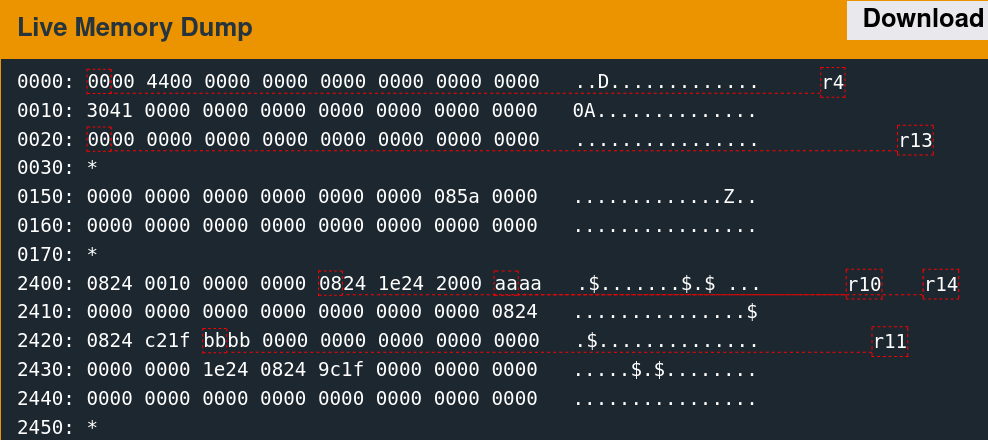 Live Memory Dump
Download
0000: 0000 4400 0000 0000 0000 0000 0000 0000 ..D............. r4
0010: 3041 0000 0000 0000 0000 0000 0000 0000 0A..............
0020: 0000 0000 0000 0000 0000 0000 0000 0000 ................ r13
0030: *
0150: 0000 0000 0000 0000 0000 0000 085a 0000 .............Z..
0160: 0000 0000 0000 0000 0000 0000 0000 0000 ................
0170: *
2400: 0824 0010 0000 0000 0824 1e24 2000 aaaa .$.......$.$ ... r10 r14
2410: 0000 0000 0000 0000 0000 0000 0000 0824 ...............$
2420: 0824 c21f bbbb 0000 0000 0000 0000 0000 .$.............. r11
2430: 0000 0000 1e24 0824 9c1f 0000 0000 0000 .....$.$........
2440: 0000 0000 0000 0000 0000 0000 0000 0000 ................
2450: *